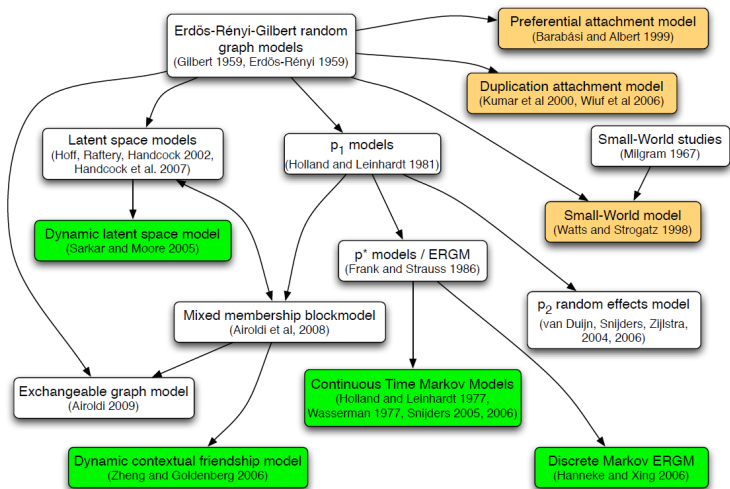 Erdös-Rényi-Gilbert random
graph models
(Gilbert 1959, Erdös-Rényi 1959)
Preferential attachment model
(Barabási and Albert 1999)
Duplication attachment model
(Kumar et al 2000, Wiuf et al 2006)
Latent space models
(Hoff, Raftery, Handcock 2002,
Handcock et al. 2007)
p1 models
(Holland and Leinhardt 1981)
Small-World studies
(Milgram 1967)
Dynamic latent space model
(Sarkar and Moore 2005)
Small-World model
(Watts and Strogatz 1998)
p* models / ERGM
(Frank and Strauss 1986)
Mixed membership blockmodel
(Airoldi et al, 2008)
p2 random effects model
(van Duijn, Snijders, Zijlstra,
2004, 2006)
Exchangeable graph model
(Airoldi 2009)
Continuous Time Markov Models
(Holland and Leinhardt 1977,
Wasserman 1977, Snijders 2005, 2006)
Dynamic contextual friendship model
(Zheng and Goldenberg 2006)
Discrete Markov ERGM
(Hanneke and Xing 2006)